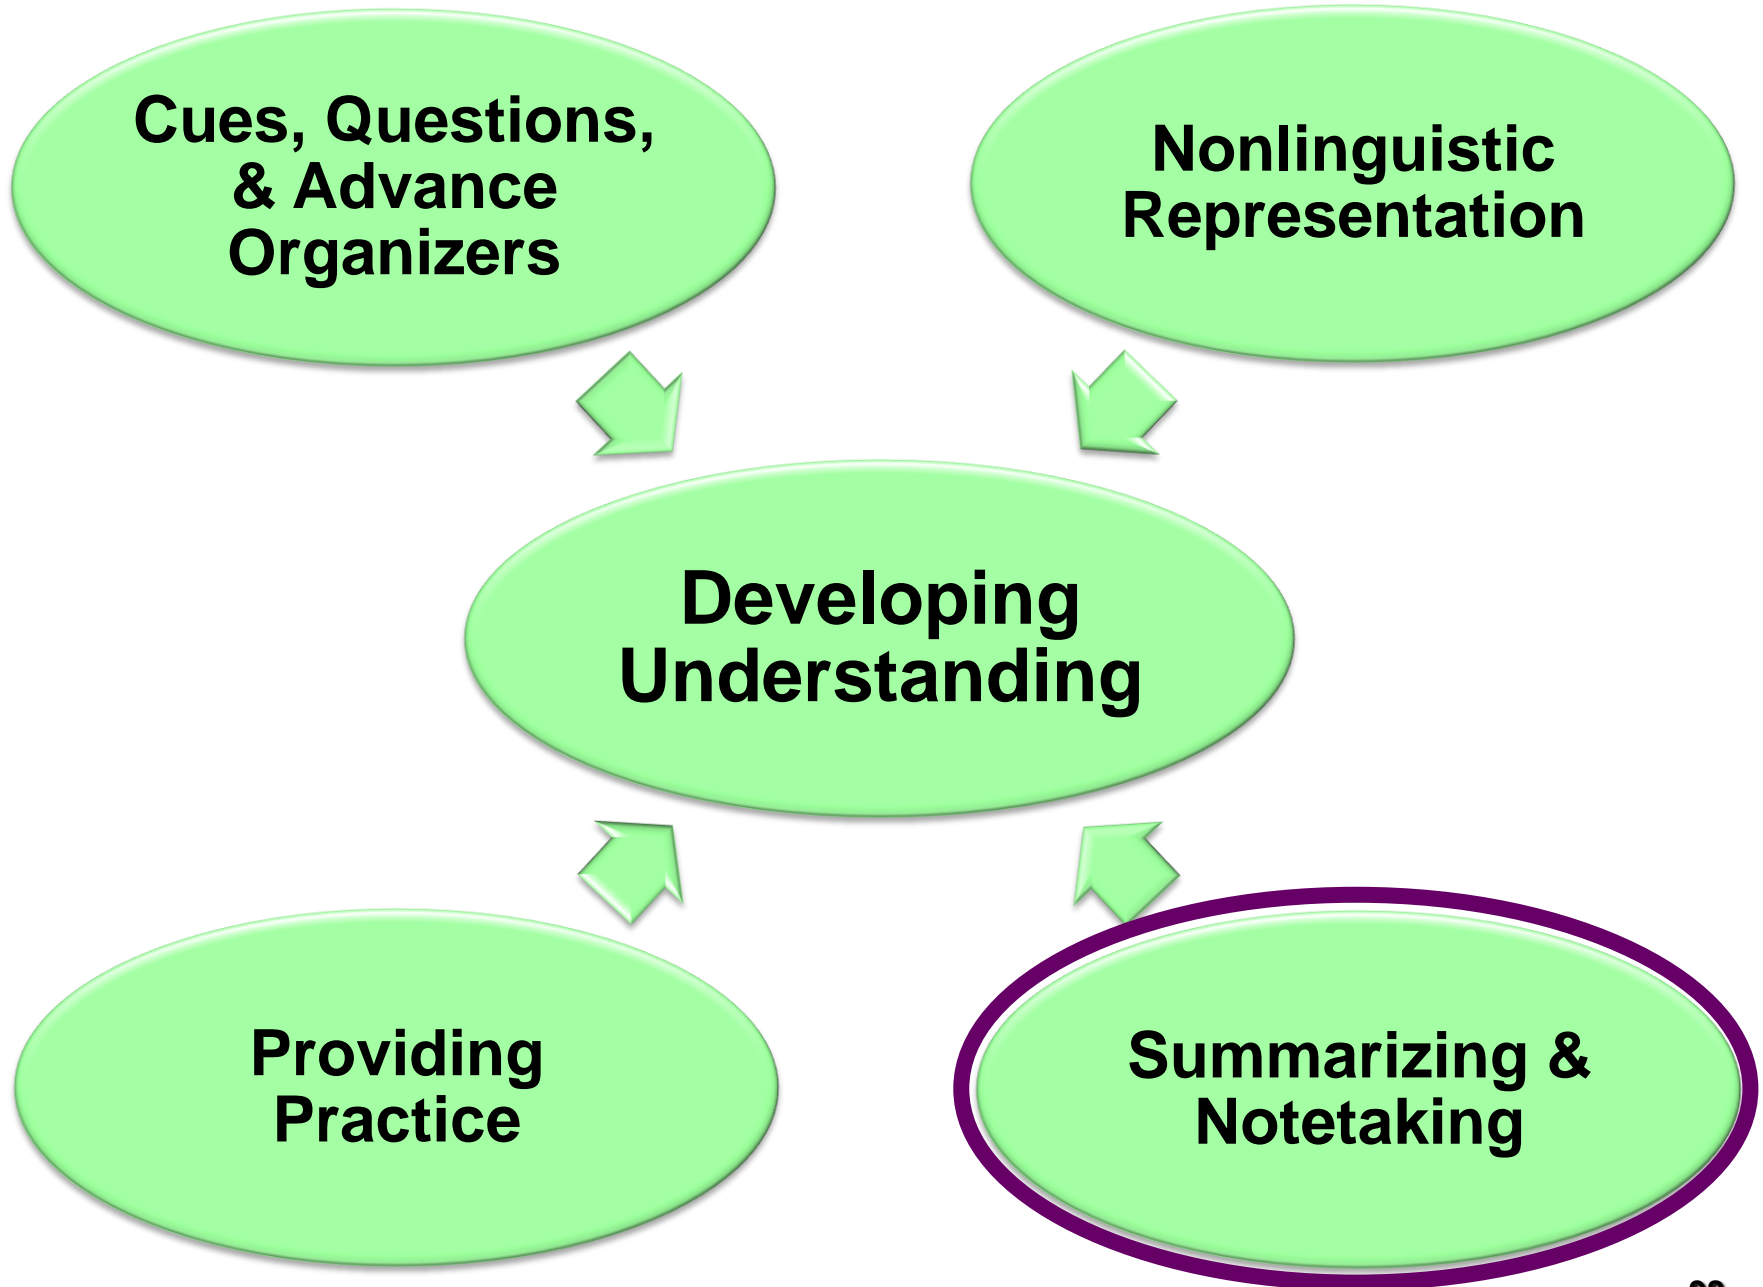 Cues, Questions,
& Advance
Organizers
Nonlinguistic
Representation
Developing
Understanding
Providing
Practice
Summarizing &
Notetaking